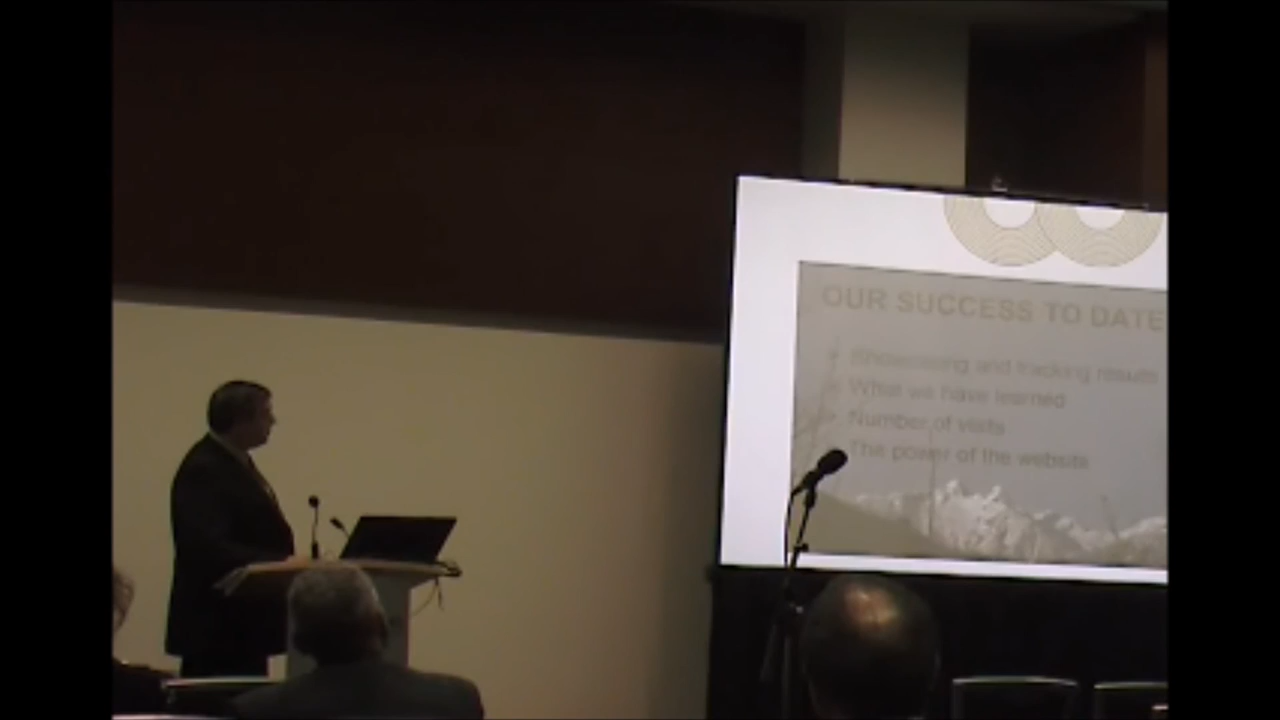 OUR SUCCESS TO DATE
Showcasing and tracking results
What we have learned
Number of visits
The power of the website